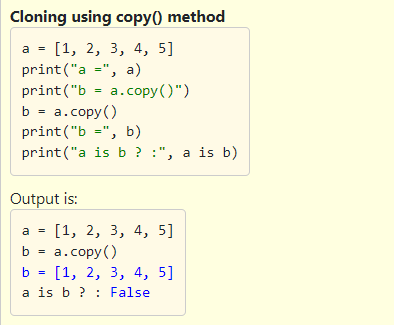 Cloning using copy() method
a = [1, 2, 3, 4, 5]
print("a =", a)
print("b = a.copy()")
b = a.copy()
print("b =", b)
print("a is b ? :", a is b)
Output is:
a = [1, 2, 3, 4, 5]
b = a.copy()
b = [1, 2, 3, 4, 5]
a is b ? : False